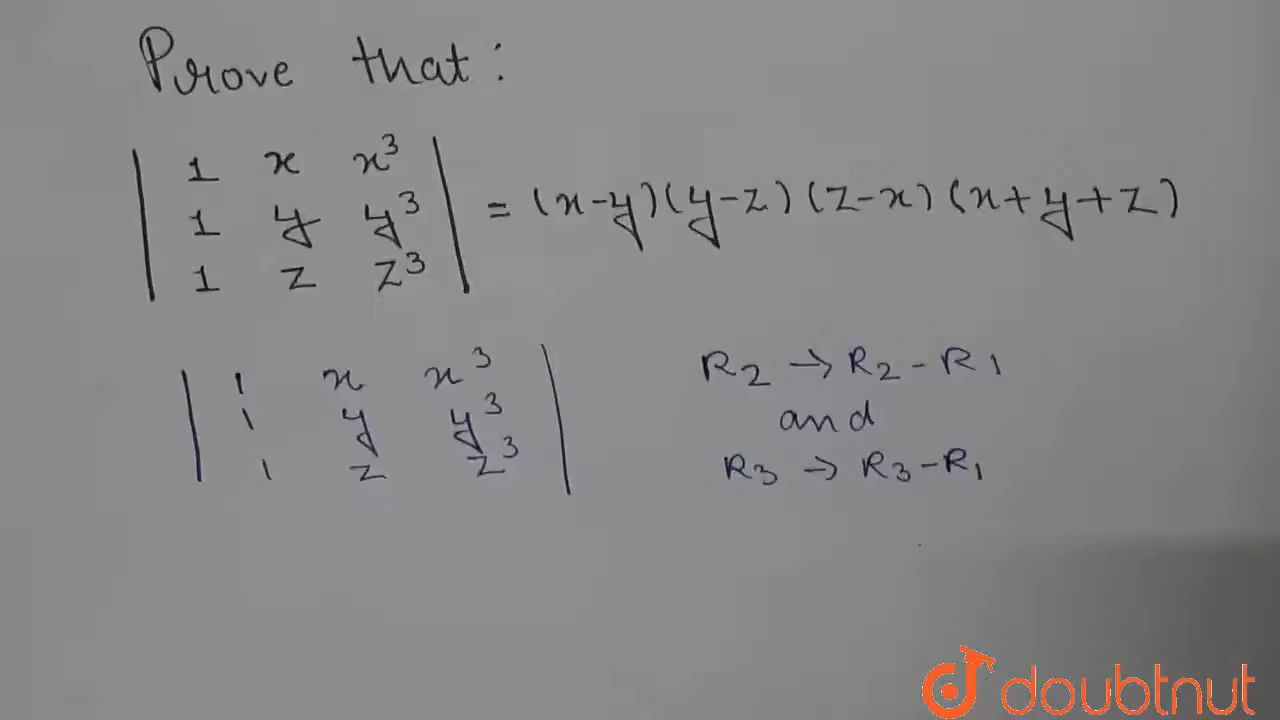 Prove that:
| 1 x x³ |
| 1 y y³ | = (x-y)(y-z)(z-x)(x+y+z)
| 1 z z³ |
| 1 x x³ | R2 → R2 - R1
| 1 y y³ | and
| 1 z z³ | R3 → R3-R1
doubtnut